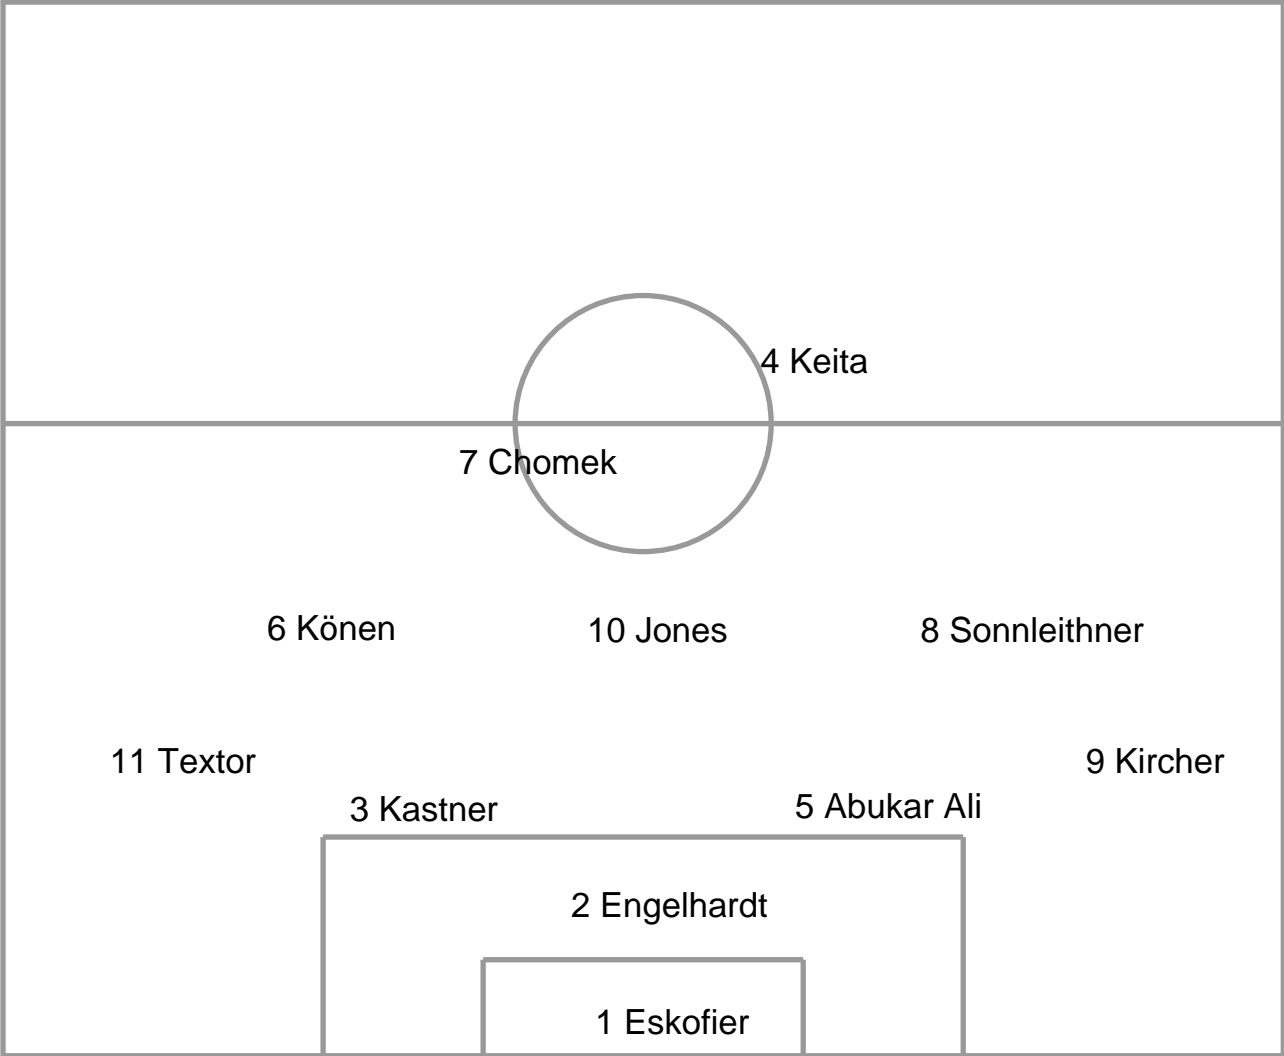 4 Keita
7 Chomek
6 Könen
10 Jones
8 Sonnleithner
11 Textor
9 Kircher
3 Kastner
5 Abukar Ali
2 Engelhardt
1 Eskofier